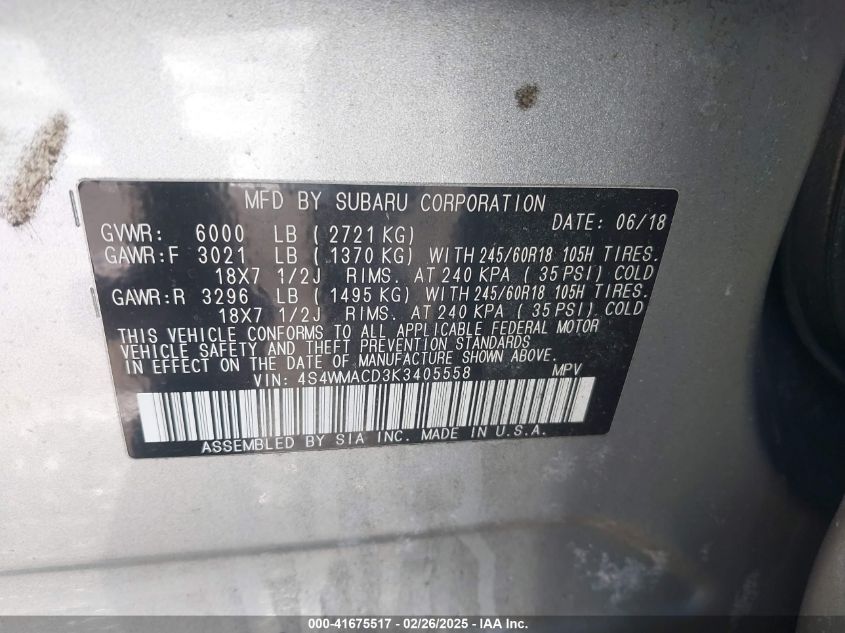 MFD BY SUBARU CORPORATION
DATE: 06/18
GVWR: 6000 LB ( 2721 KG)
GAWR:F 3021 LB ( 1370 KG) WITH 245/60R18 105H TIRES.
18X7 1/2J RIMS. AT 240 KPA ( 35 PSI) COLD
GAWR:R 3296 LB ( 1495 KG) WITH 245/60R18 105H TIRES.
18X7 1/2J RIMS. AT 240 KPA ( 35 PSI) COLD
THIS VEHICLE CONFORMS TO ALL APPLICABLE FEDERAL MOTOR
VEHICLE SAFETY AND THEFT PREVENTION STANDARDS
IN EFFECT ON THE DATE OF MANUFACTURE SHOWN ABOVE.
VIN: 4S4WMACD3K3405558 MPV
ASSEMBLED BY SIA INC. MADE IN U.S.A.
000-41675517 - 02/26/2025 - IAA Inc.